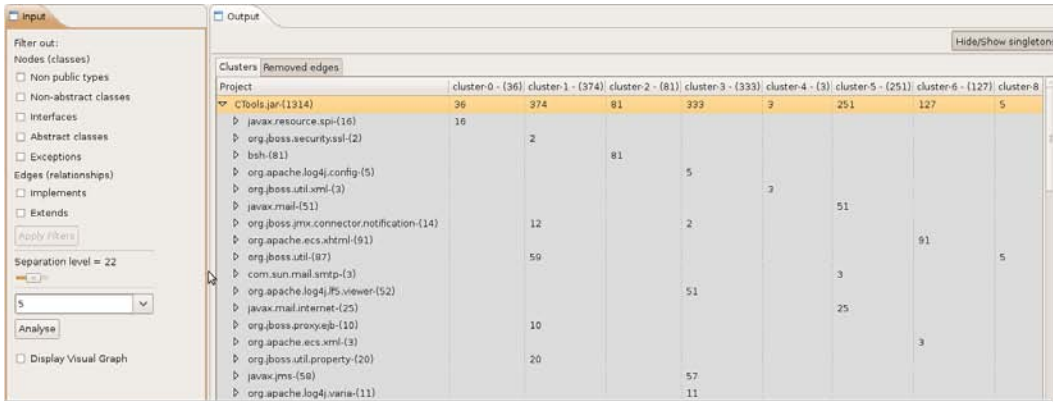 Input
Filter out:
Nodes (classes)
Non public types
Non-abstract classes
Interfaces
Abstract classes
Exceptions
Edges (relationships)
Implements
Extends
Apply Filters
Separation level = 22
5
Analyse
Display Visual Graph
Output
Hide/Show singletons
Clusters Removed edges
Project cluster-0 - (36) cluster-1 - (374) cluster-2 - (81) cluster-3 - (333) cluster-4 - (3) cluster-5 - (251) cluster-6 - (127) cluster-8
CTools.jar-(1314) 36 374 81 333 3 251 127 5
javax.resource.spi-(16) 16
org.jboss.security.ssl-(2) 2
bsh-(81) 81
org.apache.log4j.config-(5) 5
org.jboss.util.xml-(3) 3
javax.mail-(51) 51
org.jboss.jmx.connector.notification-(14) 12 2
org.apache.ecs.xhtml-(91) 91
org.jboss.util-(87) 59 5
com.sun.mail.smtp-(3) 3
org.apache.log4j.lf5.viewer-(52) 51
javax.mail.internet-(25) 25
org.jboss.proxy.ejb-(10) 10
org.apache.ecs.xml-(3) 3
org.jboss.util.property-(20) 20
javax.jms-(58) 57
org.apache.log4j.varia-(11) 11